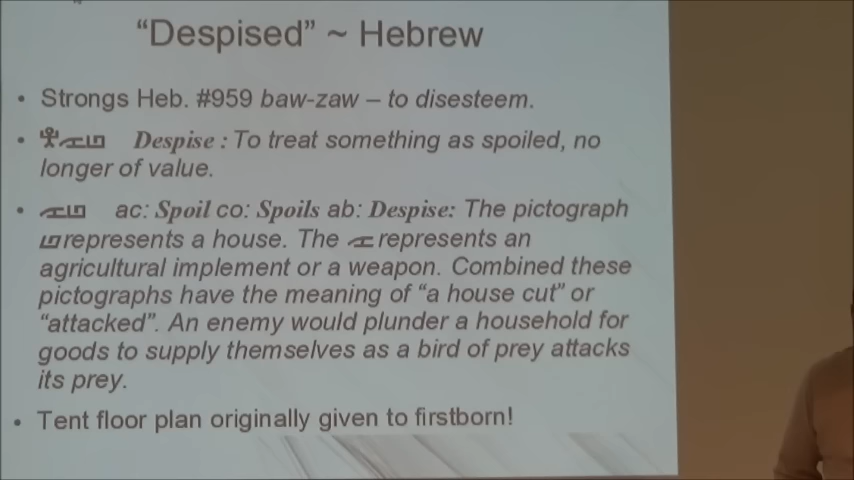 “Despised” ~ Hebrew
• Strongs Heb. #959 baw-zaw – to disesteem.
• Despise : To treat something as spoiled, no
longer of value.
• ac: Spoil co: Spoils ab: Despise: The pictograph
represents a house. The represents an
agricultural implement or a weapon. Combined these
pictographs have the meaning of “a house cut” or
“attacked”. An enemy would plunder a household for
goods to supply themselves as a bird of prey attacks
its prey.
• Tent floor plan originally given to firstborn!